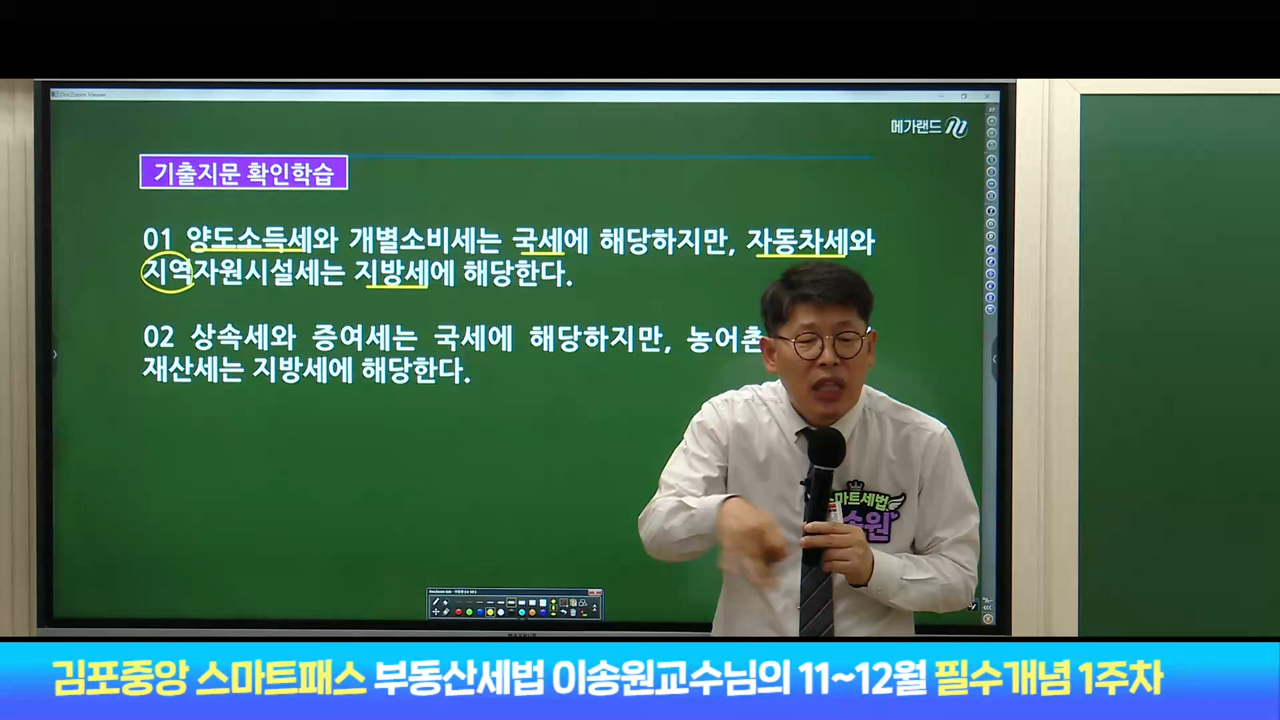 DocZoom Viewer
메가랜드
기출지문 확인학습
01 양도소득세와 개별소비세는 국세에 해당하지만, 자동차세와
지역자원시설세는 지방세에 해당한다.
02 상속세와 증여세는 국세에 해당하지만, 농어촌
재산세는 지방세에 해당한다.
스마트세법
송원
김포중앙 스마트패스 부동산세법 이송원교수님의 11~12월 필수개념 1주차